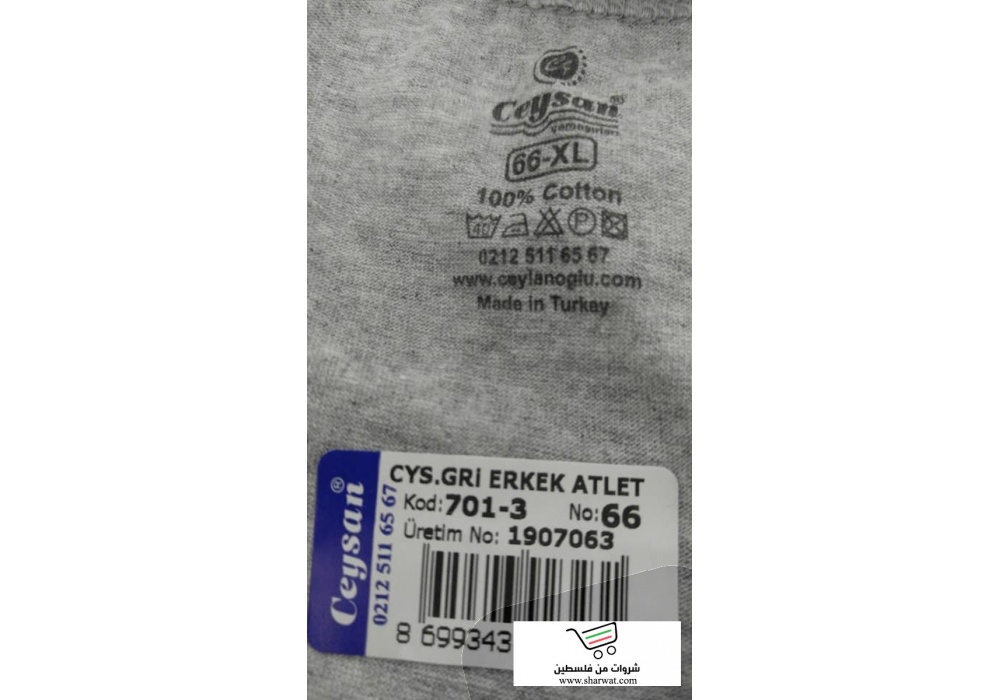 Ceysan
çamaşırları
66-XL
100% Cotton
40
P
0212 511 65 67
www.ceylanoglu.com
Made in Turkey
Ceysan®
0212 511 65 67
CYS.GRİ ERKEK ATLET
Kod:701-3 No:66
Üretim No: 1907063
8 699343
شروات من فلسطين
www.sharwat.com